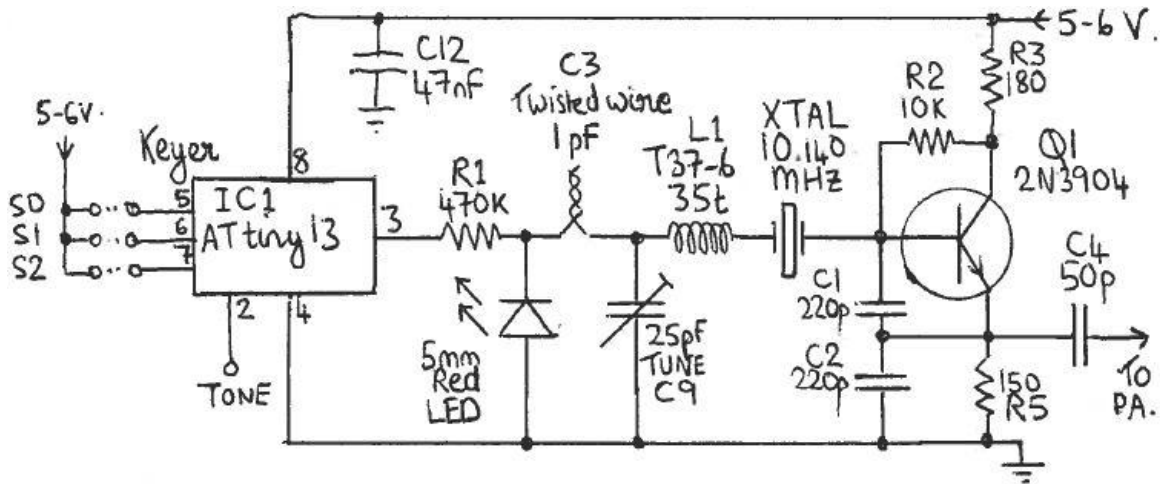 5-6 V.
C12
47nF
C3
Twisted wire
1pF
R2
10K
R3
180
5-6V.
Keyer
8
L1
T37-6
35t
XTAL
10.140
MHZ
Q1
2N3904
S0
S1
S2
5
6
7
IC1
ATtiny 13
3
R1
470K
C4
50p
2
4
C1
220p
TONE
5mm
Red
LED
25pF
TUNE
C9
C2
220p
150
R5
TO
PA.